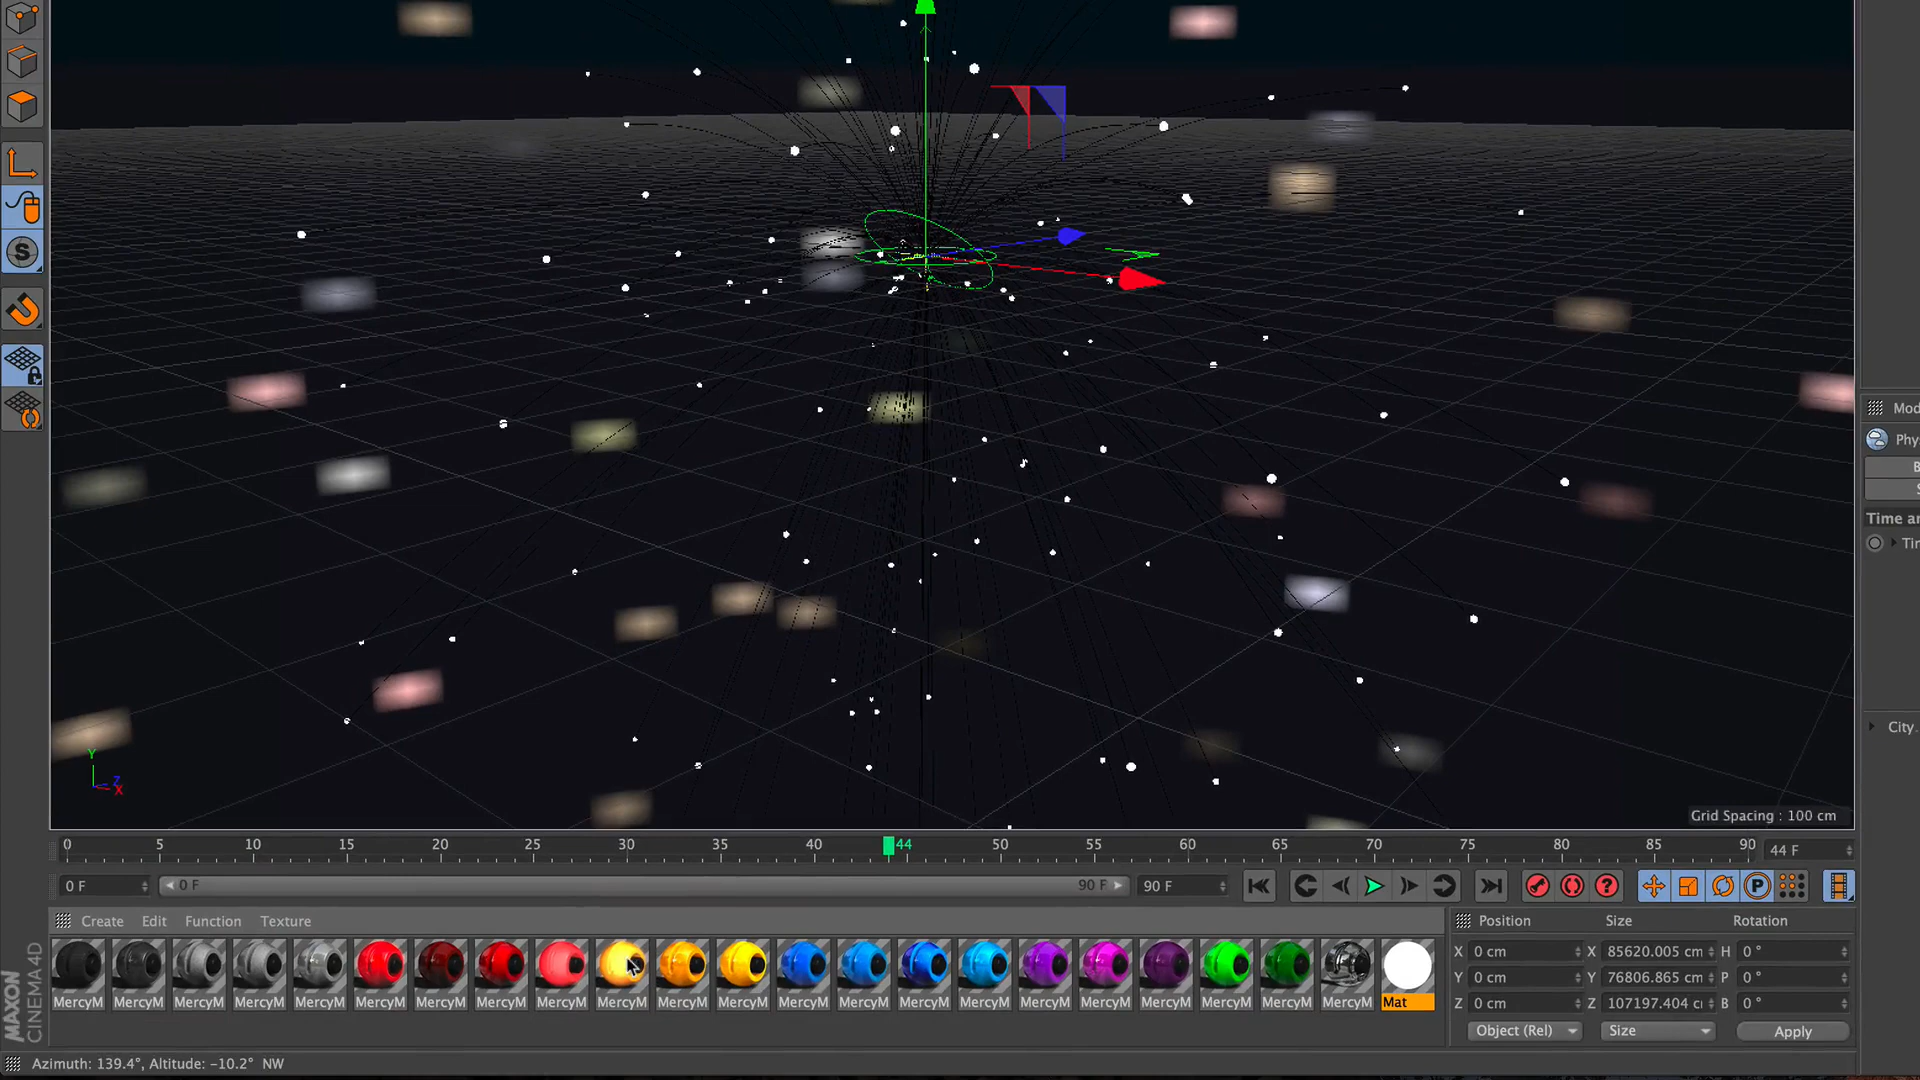 Mod
Phys
Time ar
Tir
City
Y
Z
X
Grid Spacing : 100 cm
0 5 10 15 20 25 30 35 40 44 50 55 60 65 70 75 80 85 90 44 F
0 F 0 F 90 F 90 F
P
Create Edit Function Texture
Position Size Rotation
X 0 cm X 85620.005 cm H 0 °
Y 0 cm Y 76806.865 cm P 0 °
Z 0 cm Z 107197.404 cı B 0 °
MercyM MercyM MercyM MercyM MercyM MercyM MercyM MercyM MercyM MercyM MercyM MercyM MercyM MercyM MercyM MercyM MercyM MercyM MercyM MercyM MercyM MercyM Mat
Object (Rel) Size Apply
MAXON
CINEMA 4D
Azimuth: 139.4°, Altitude: -10.2° NW